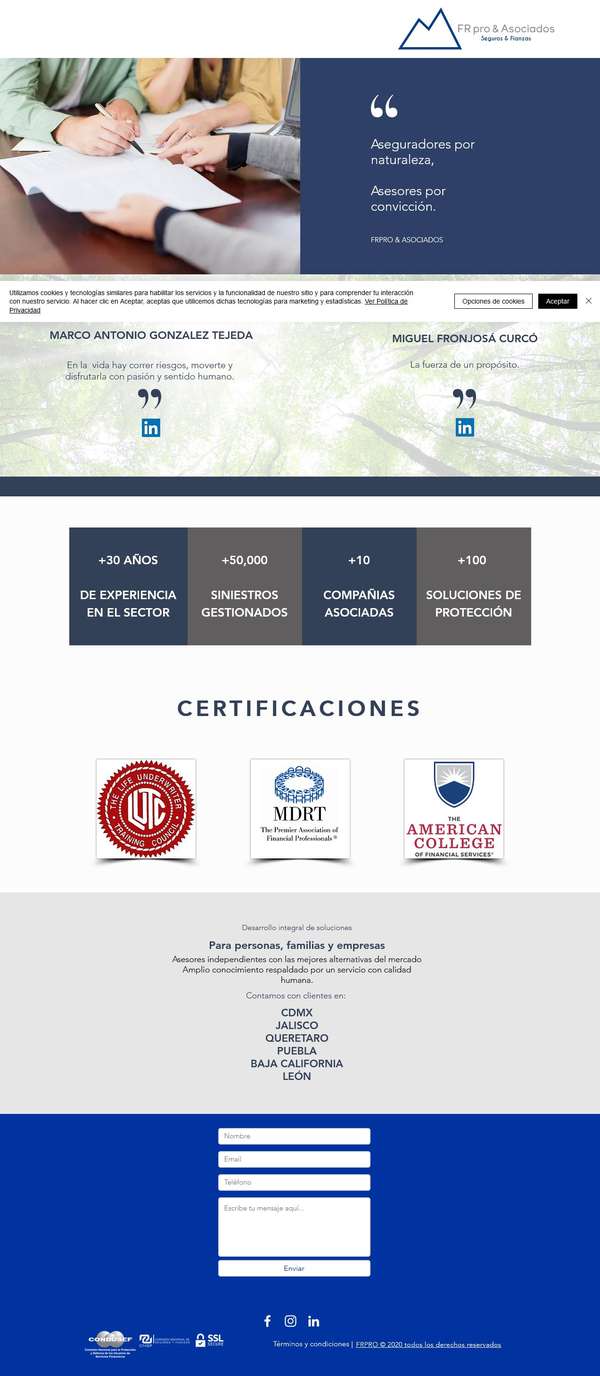 FR pro & Asociados
Seguros & Fianzas
Aseguradores por
naturaleza,
Asesores por
convicción.
FRPRO & ASOCIADOS
Utilizamos cookies y tecnologías similares para habilitar los servicios y la funcionalidad de nuestro sitio y para comprender tu interacción
con nuestro servicio. Al hacer clic en Aceptar, aceptas que utilicemos dichas tecnologías para marketing y estadísticas. Ver Política de
Privacidad
Opciones de cookies
Aceptar
MARCO ANTONIO GONZALEZ TEJEDA
En la vida hay correr riesgos, moverte y
disfrutarla con pasión y sentido humano.
MIGUEL FRONJOSÁ CURCÓ
La fuerza de un propósito.
+30 AÑOS
DE EXPERIENCIA
EN EL SECTOR
+50,000
SINIESTROS
GESTIONADOS
+10
COMPAÑIAS
ASOCIADAS
+100
SOLUCIONES DE
PROTECCIÓN
CERTIFICACIONES
THE LIFE UNDERWRITER
TRAINING COUNCIL
LUTC
MDRT
The Premier Association of
Financial Professionals ®
THE
AMERICAN
COLLEGE
OF FINANCIAL SERVICES®
Desarrollo integral de soluciones
Para personas, familias y empresas
Asesores independientes con las mejores alternativas del mercado
Amplio conocimiento respaldado por un servicio con calidad
humana.
Contamos con clientes en:
CDMX
JALISCO
QUERETARO
PUEBLA
BAJA CALIFORNIA
LEÓN
Nombre
Email
Teléfono
Escribe tu mensaje aquí...
Enviar
CONDUSEF
CNSF
SSL
SECURE
Términos y condiciones | FRPRO © 2020 todos los derechos reservados